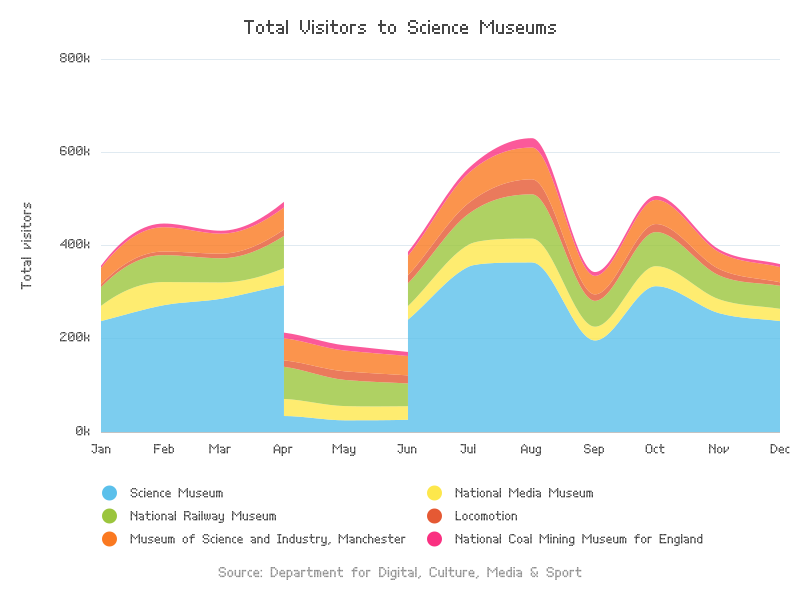 Total Visitors to Science Museums
800k
600k
400k
200k
0k
Total visitors
Jan Feb Mar Apr May Jun Jul Aug Sep Oct Nov Dec
Science Museum
National Media Museum
National Railway Museum
Locomotion
Museum of Science and Industry, Manchester
National Coal Mining Museum for England
Source: Department for Digital, Culture, Media & Sport